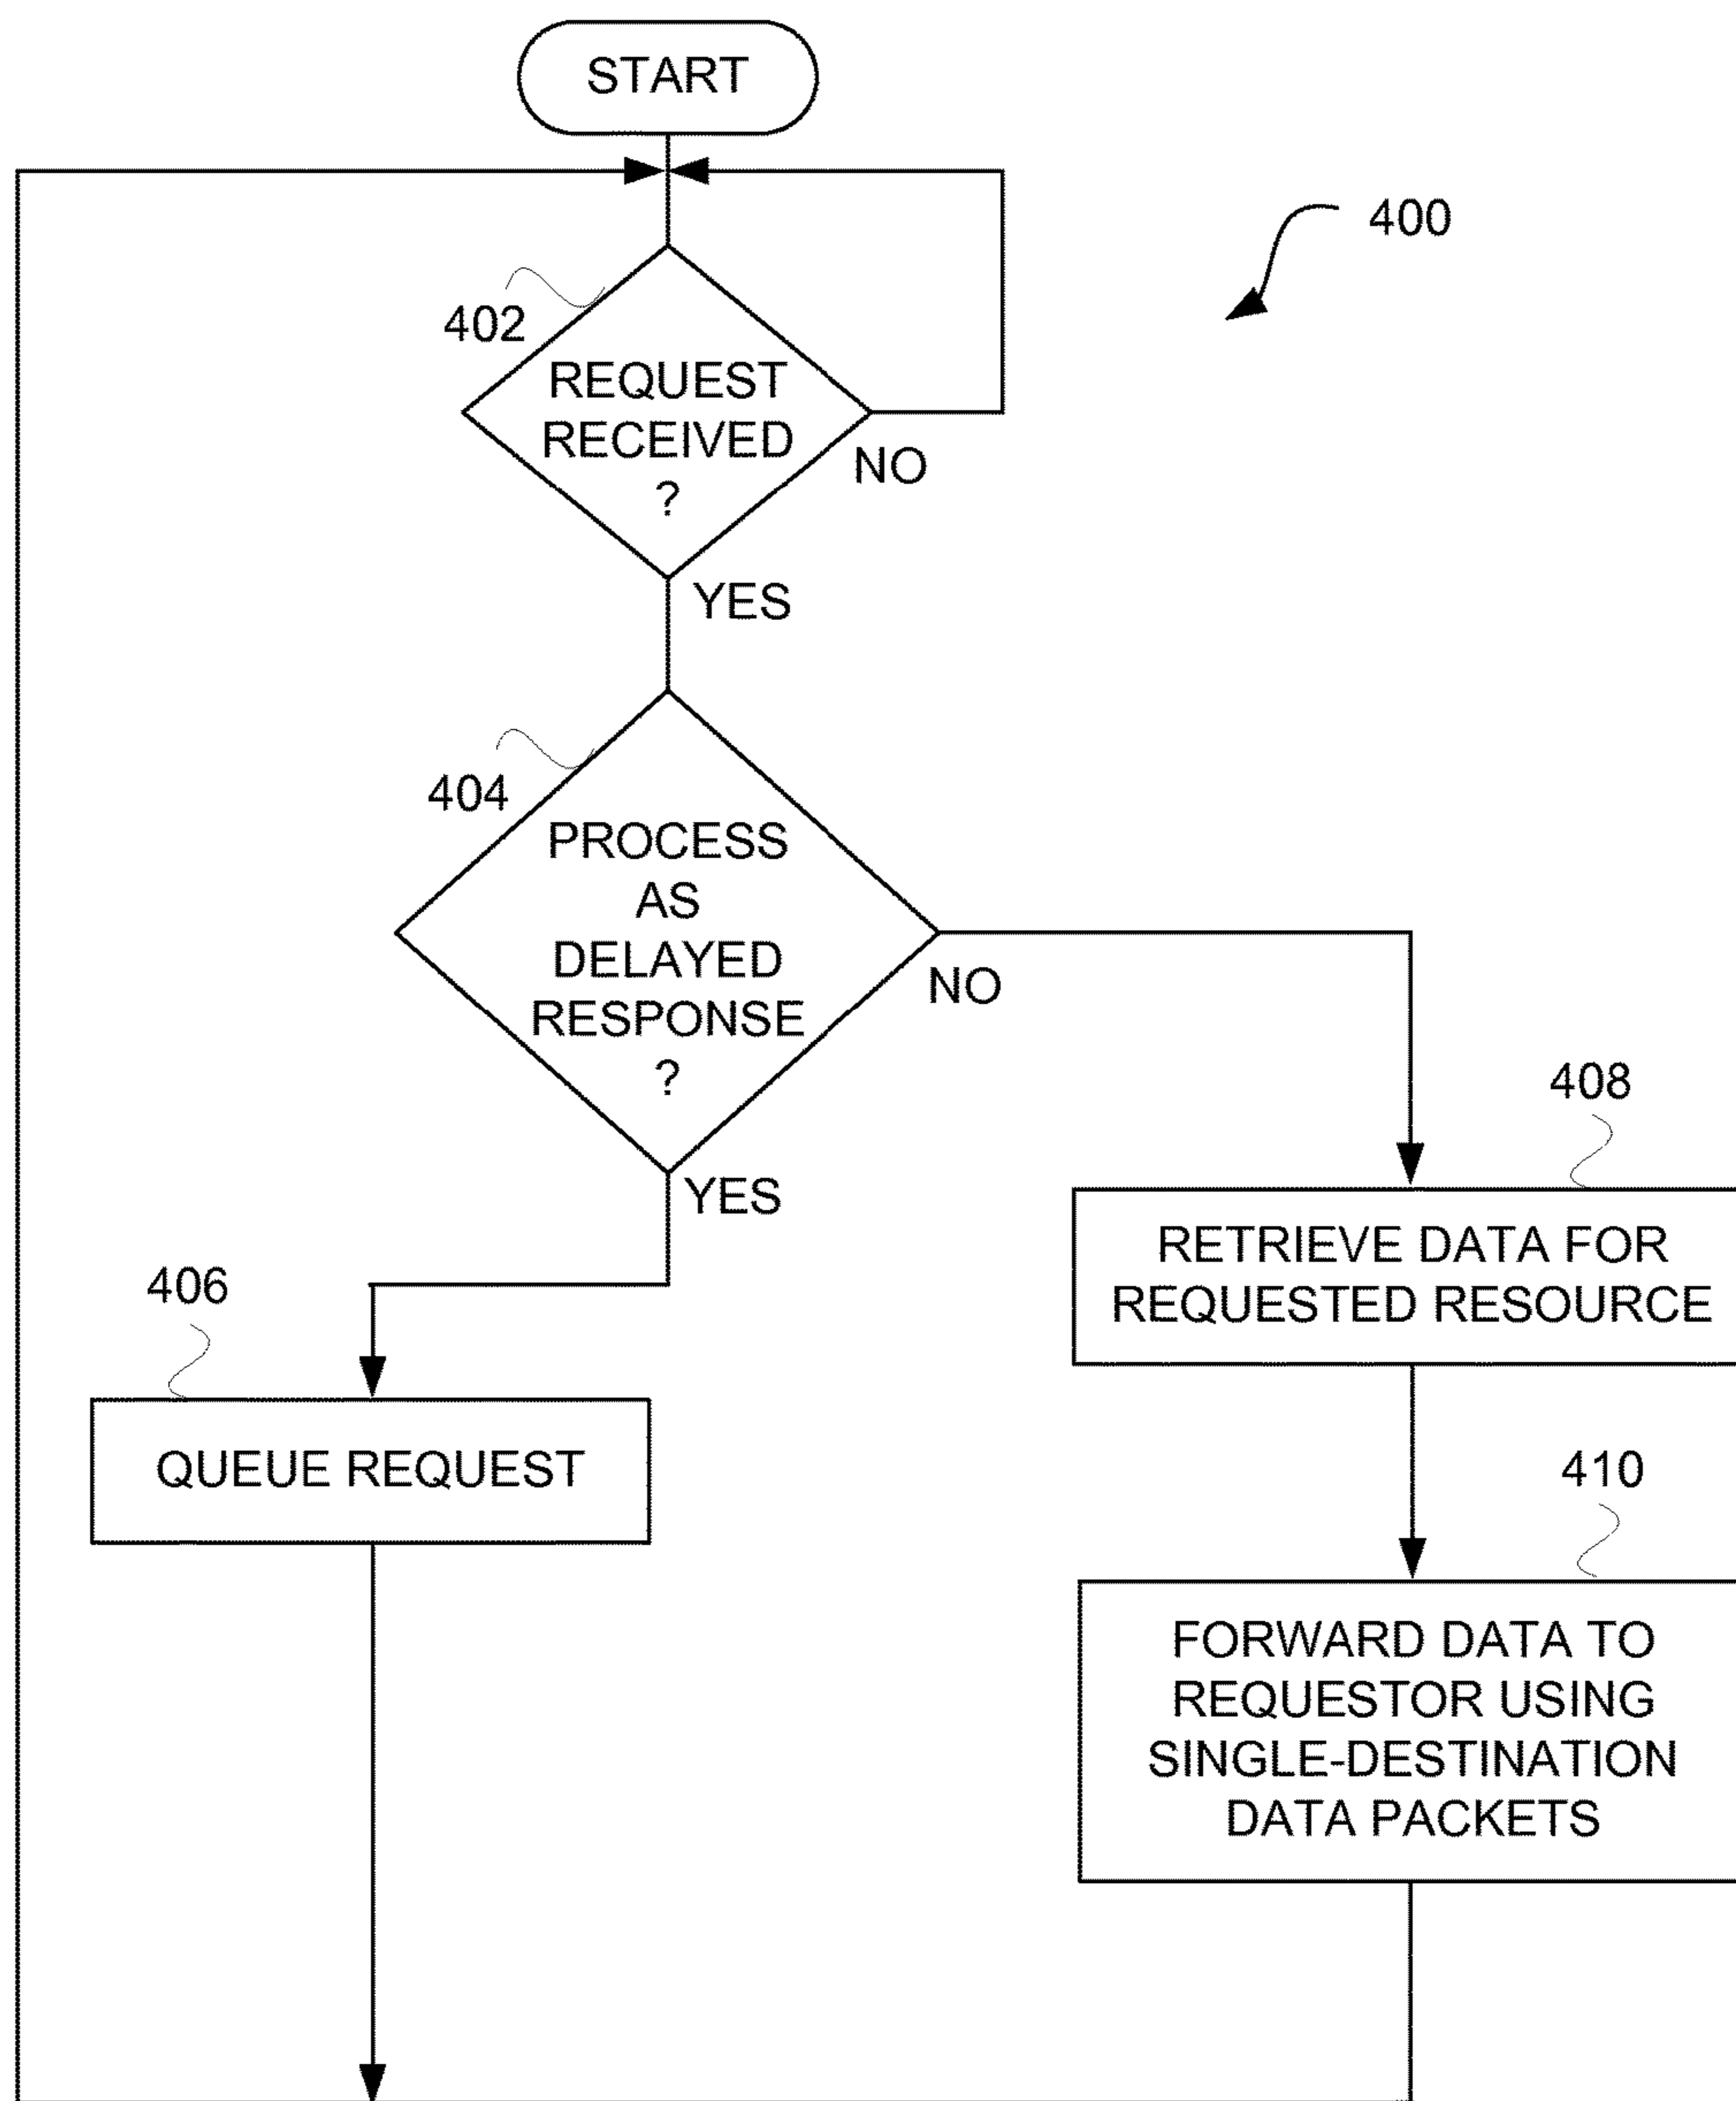 START
400
402
REQUEST
RECEIVED
?
NO
YES
404
PROCESS
AS
DELAYED
RESPONSE
?
NO
YES
408
RETRIEVE DATA FOR
REQUESTED RESOURCE
406
QUEUE REQUEST
410
FORWARD DATA TO
REQUESTOR USING
SINGLE-DESTINATION
DATA PACKETS